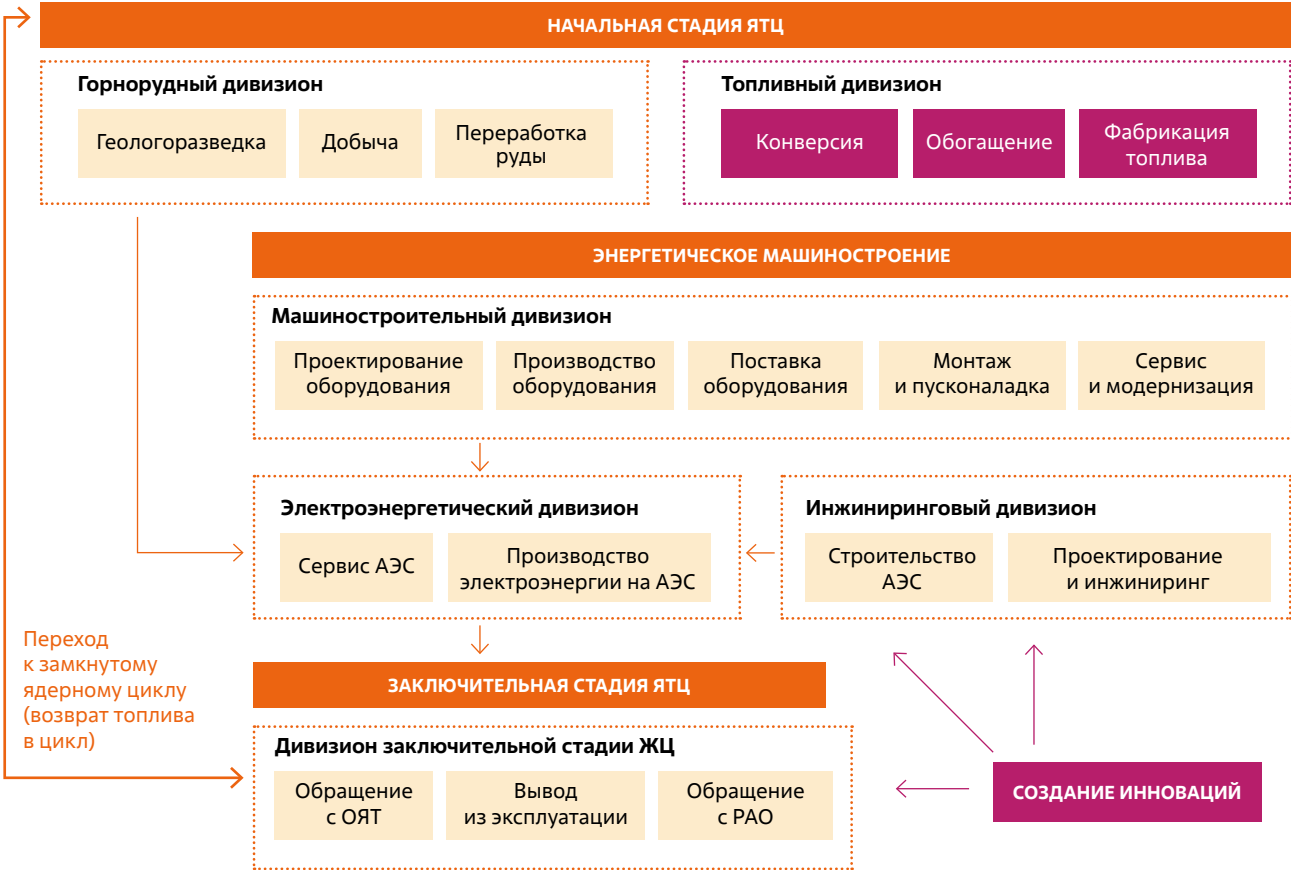 НАЧАЛЬНАЯ СТАДИЯ ЯТЦ
Горнорудный дивизион
Геологоразведка
Добыча
Переработка
руды
Топливный дивизион
Конверсия
Обогащение
Фабрикация
топлива
ЭНЕРГЕТИЧЕСКОЕ МАШИНОСТРОЕНИЕ
Машиностроительный дивизион
Проектирование
оборудования
Производство
оборудования
Поставка
оборудования
Монтаж
и пусконаладка
Сервис
и модернизация
Электроэнергетический дивизион
Сервис АЭС
Производство
электроэнергии на АЭС
Инжиниринговый дивизион
Строительство
АЭС
Проектирование
и инжиниринг
Переход
к замкнутому
ядерному циклу
(возврат топлива
в цикл)
ЗАКЛЮЧИТЕЛЬНАЯ СТАДИЯ ЯТЦ
Дивизион заключительной стадии ЖЦ
Обращение
с ОЯТ
Вывод
из эксплуатации
Обращение
с РАО
СОЗДАНИЕ ИННОВАЦИЙ